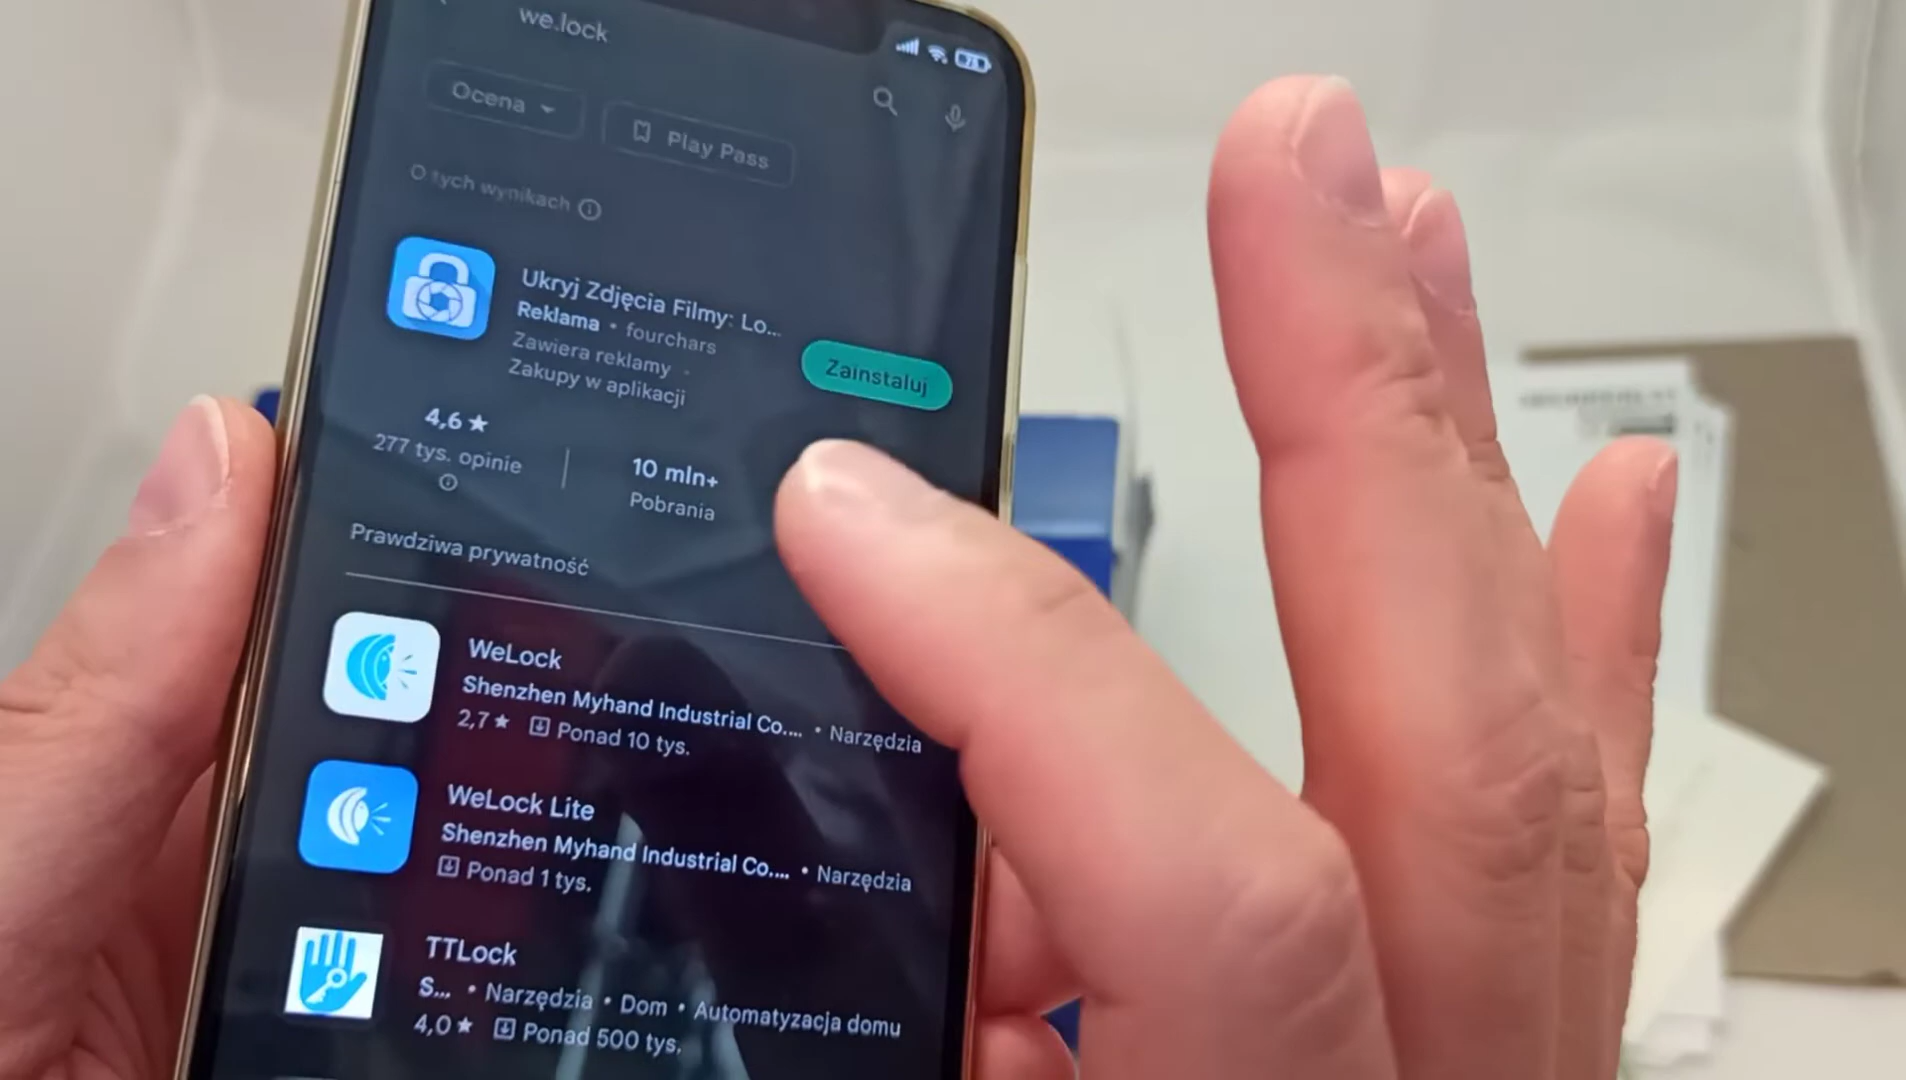 we.lock
Ocena
Play Pass
O tych wynikach
Ukryj Zdjęcia Filmy: Lo...
Reklama • fourchars
Zawiera reklamy •
Zakupy w aplikacji
Zainstaluj
4,6 ★
277 tys. opinie
10 mln+
Pobrania
Prawdziwa prywatność
WeLock
Shenzhen Myhand Industrial Co.... • Narzędzia
2,7 ★ Ponad 10 tys.
WeLock Lite
Shenzhen Myhand Industrial Co.... • Narzędzia
Ponad 1 tys.
TTLock
S... • Narzędzia • Dom • Automatyzacja domu
4,0 ★ Ponad 500 tys.